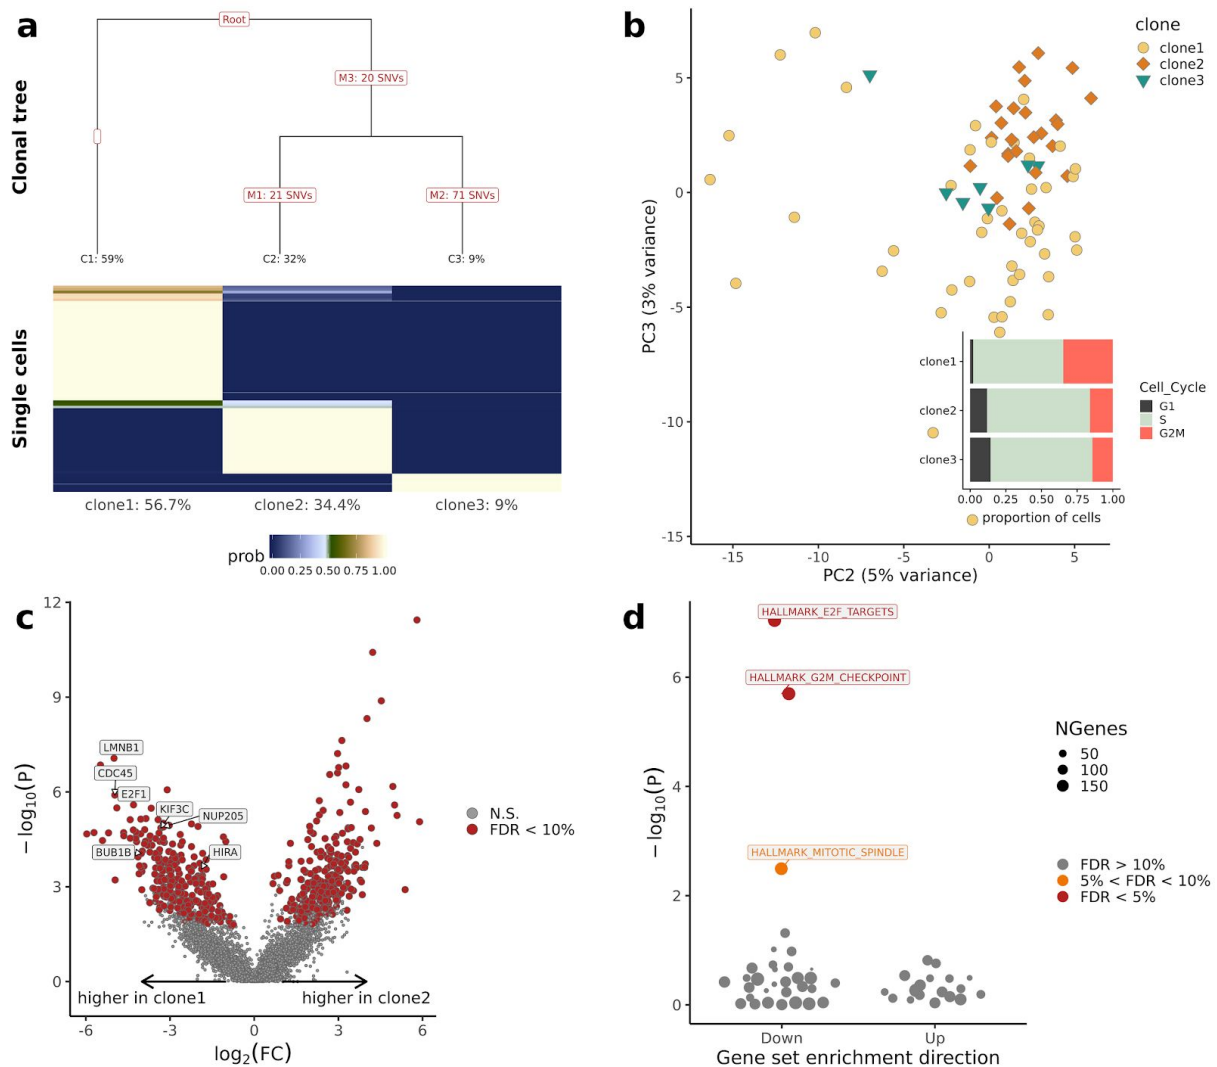 a
Clonal tree
Root
M3: 20 SNVs
M1: 21 SNVs
M2: 71 SNVs
C1: 59%
C2: 32%
C3: 9%
Single cells
clone1: 56.7%
clone2: 34.4%
clone3: 9%
prob
0.00 0.25 0.50 0.75 1.00
b
clone
clone1
clone2
clone3
PC3 (3% variance)
5
0
-5
-10
-15
-15
-10
-5
0
5
PC2 (5% variance)
clone1
clone2
clone3
0.00 0.25 0.50 0.75 1.00
proportion of cells
Cell_Cycle
G1
S
G2M
c
−log10(P)
12
9
6
3
0
LMNB1
CDC45
E2F1
KIF3C
NUP205
BUB1B
HIRA
higher in clone1
higher in clone2
-6
-3
0
3
6
log2(FC)
N.S.
FDR < 10%
d
−log10(P)
6
4
2
0
HALLMARK_E2F_TARGETS
HALLMARK_G2M_CHECKPOINT
HALLMARK_MITOTIC_SPINDLE
Down
Up
Gene set enrichment direction
NGenes
50
100
150
FDR > 10%
5% < FDR < 10%
FDR < 5%